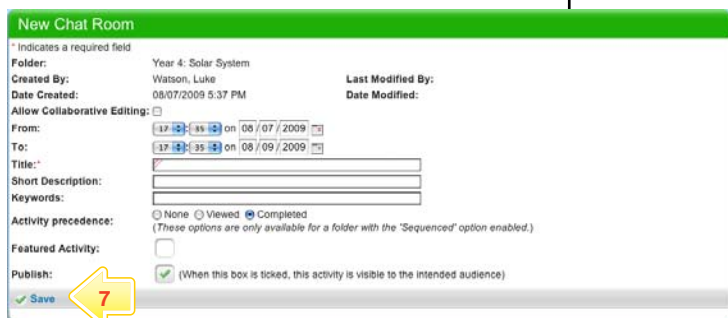 New Chat Room
* Indicates a required field
Folder: Year 4: Solar System
Created By: Watson, Luke Last Modified By:
Date Created: 08/07/2009 5:37 PM Date Modified:
Allow Collaborative Editing:
From: 17 : 35 on 08 / 07 / 2009
To: 17 : 35 on 08 / 09 / 2009
Title:*
Short Description:
Keywords:
Activity precedence: None Viewed Completed
(These options are only available for a folder with the 'Sequenced' option enabled.)
Featured Activity:
Publish: (When this box is ticked, this activity is visible to the intended audience)
Save 7